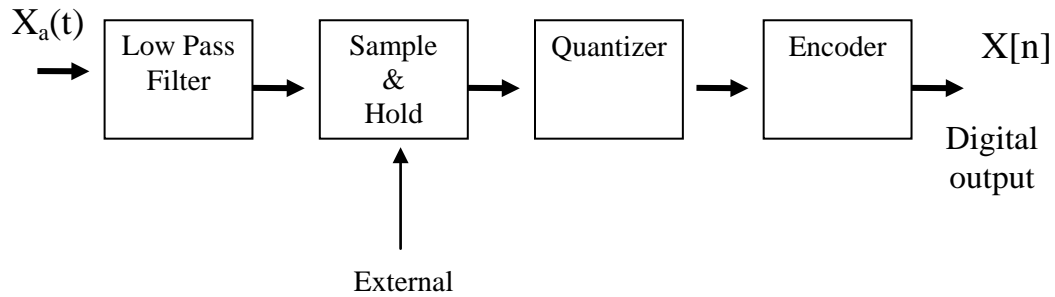 Xa(t)
Low Pass
Filter
Sample
&
Hold
Quantizer
Encoder
X[n]
Digital
output
External